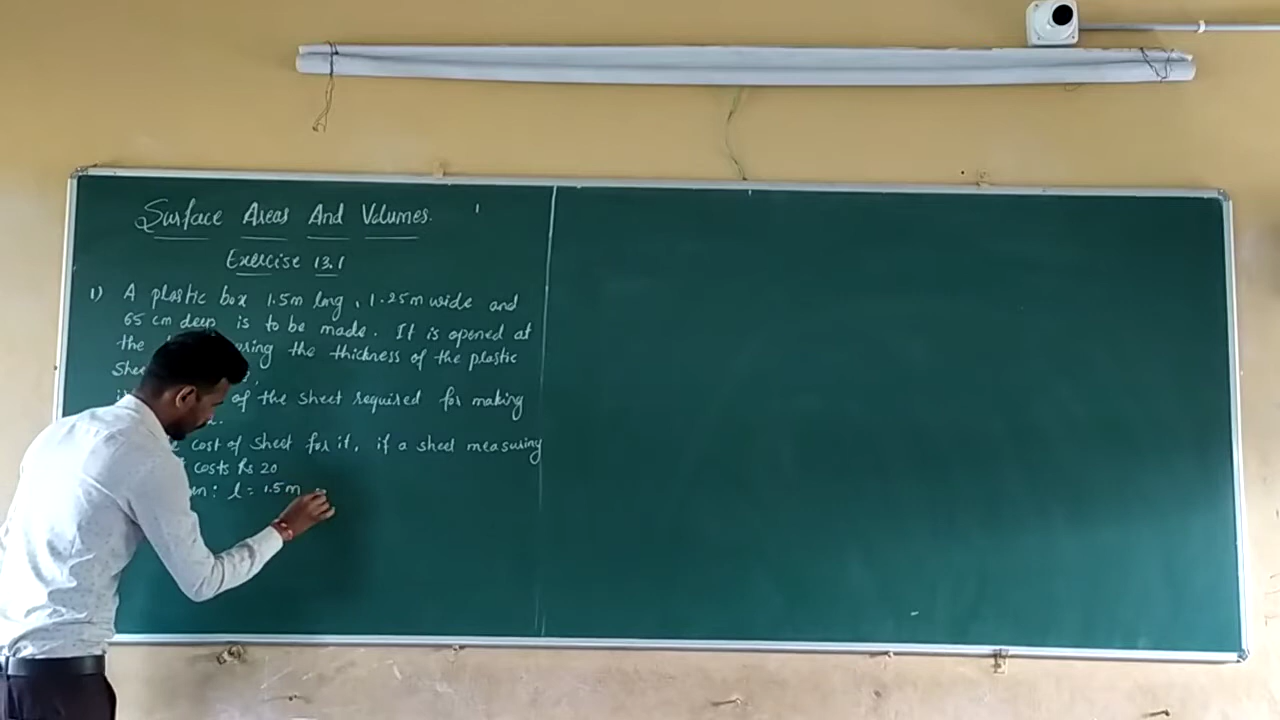 Surface Areas And Volumes.
Exercise 13.1
1) A plastic box 1.5m long, 1.25m wide and
65 cm deep is to be made. It is opened at
the the thickness of the plastic
of the sheet required for making
cost of sheet for it, if a sheet measuring
costs Rs 20
l = 1.5m